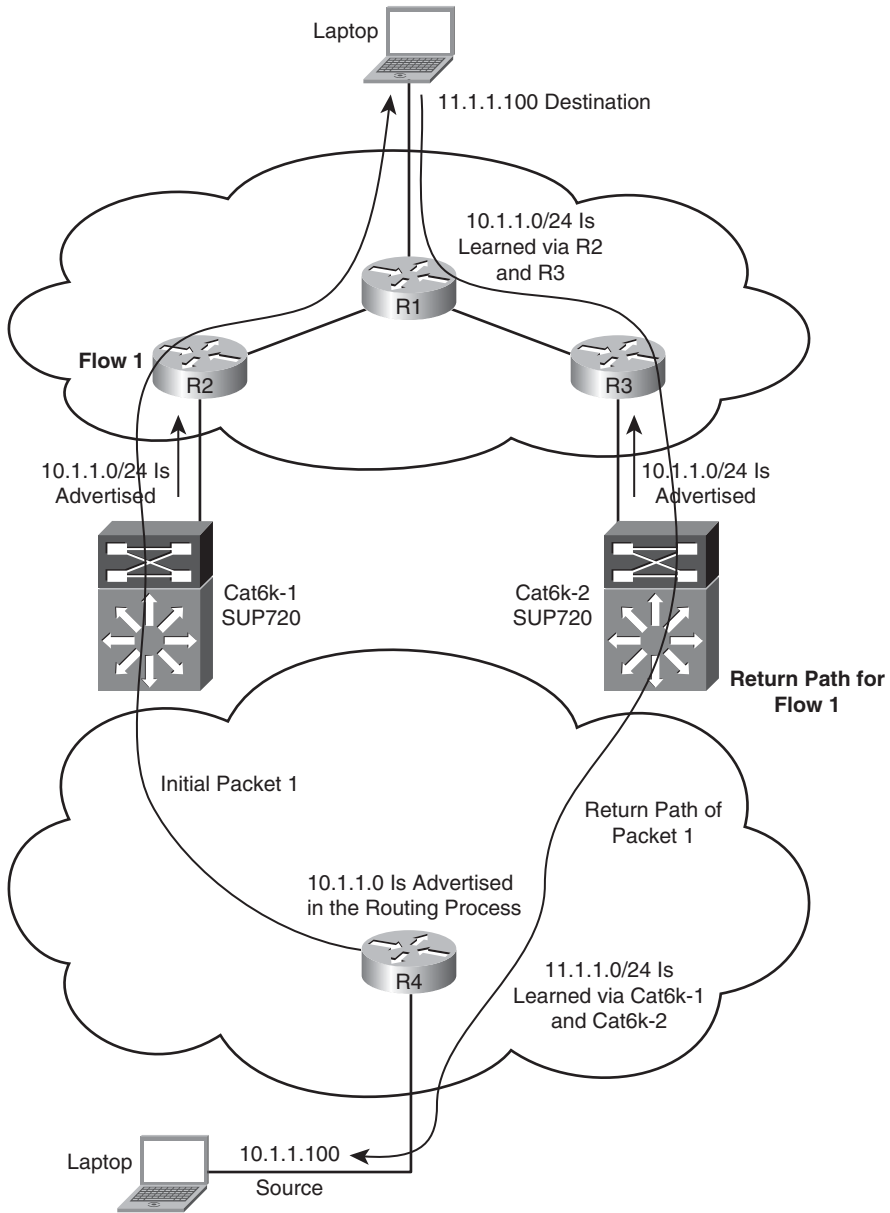 Laptop
11.1.1.100 Destination
10.1.1.0/24 Is
Learned via R2
and R3
R1
Flow 1
R2
R3
10.1.1.0/24 Is
Advertised
10.1.1.0/24 Is
Advertised
Cat6k-1
SUP720
Cat6k-2
SUP720
Return Path for
Flow 1
Initial Packet 1
Return Path of
Packet 1
10.1.1.0 Is Advertised
in the Routing Process
R4
11.1.1.0/24 Is
Learned via Cat6k-1
and Cat6k-2
Laptop
10.1.1.100
Source